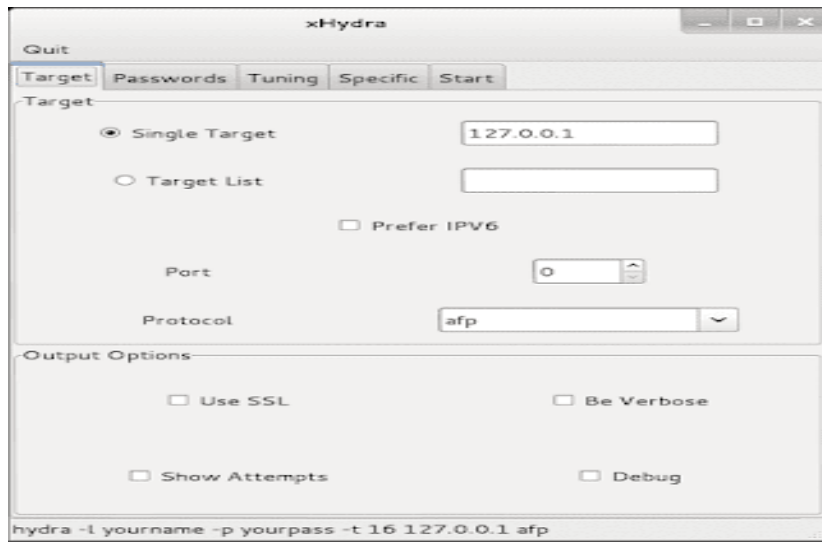 xHydra
Quit
Target Passwords Tuning Specific Start
Target
Single Target 127.0.0.1
Target List
Prefer IPV6
Port 0
Protocol afp
Output Options
Use SSL Be Verbose
Show Attempts Debug
hydra -l yourname -p yourpass -t 16 127.0.0.1 afp